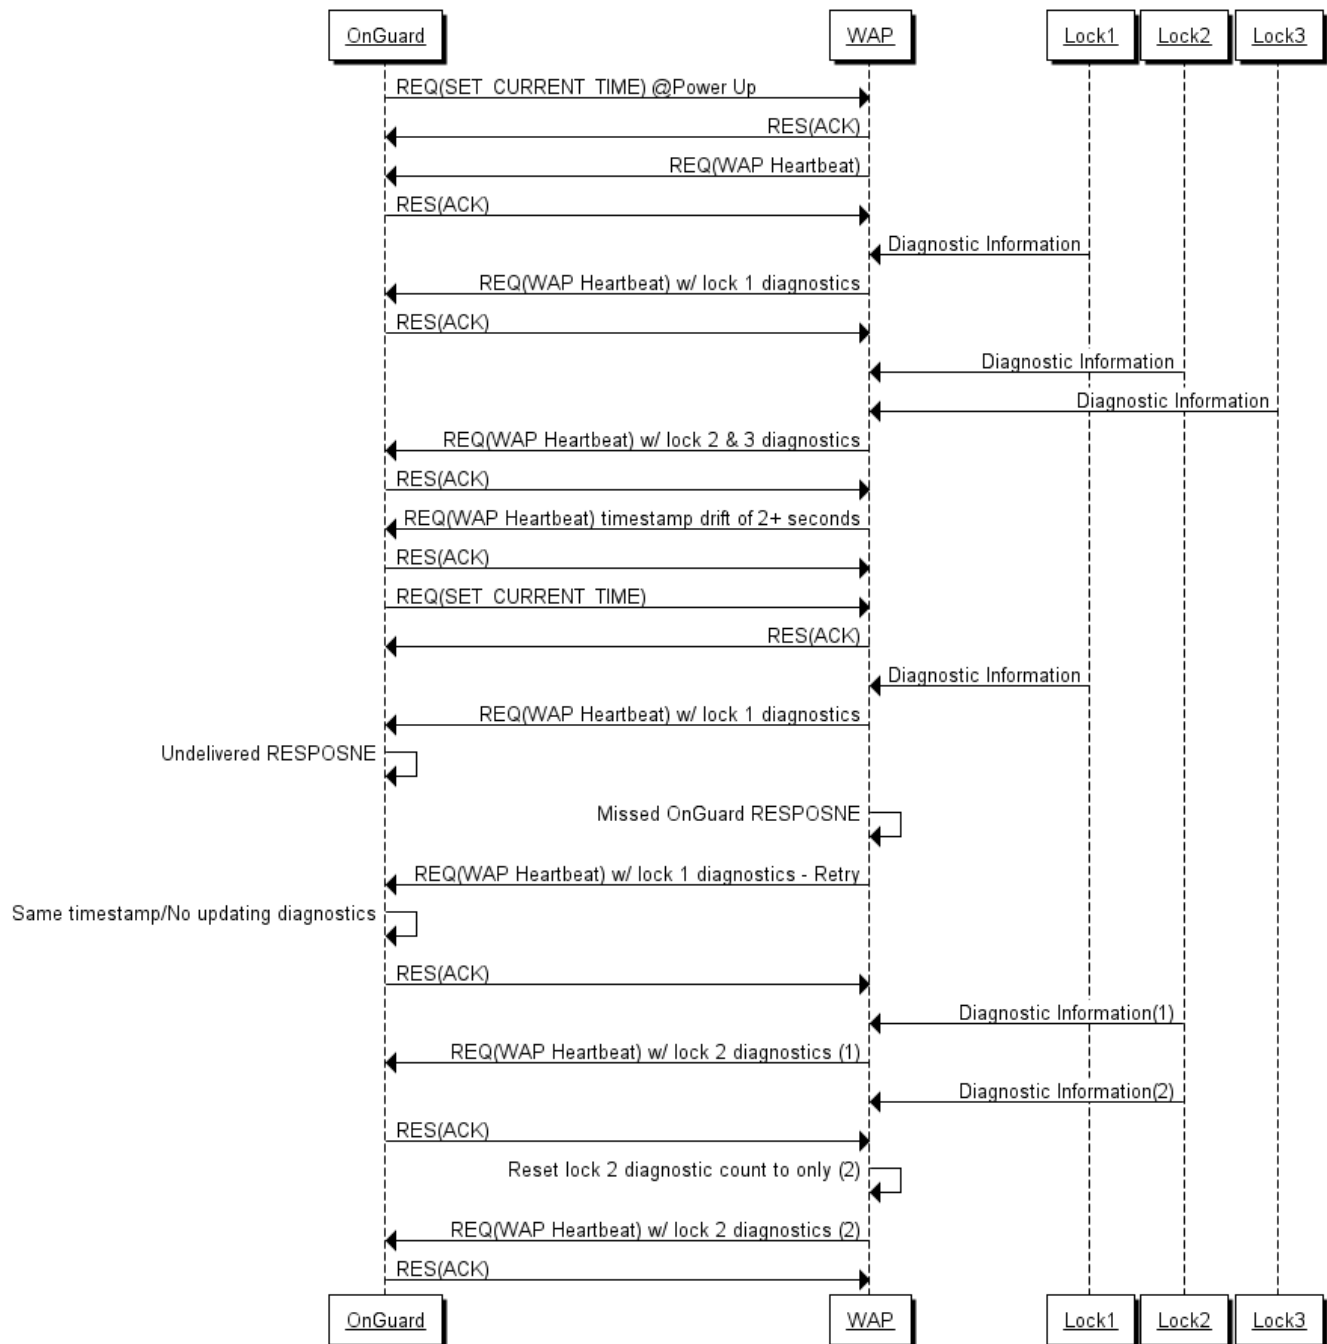 OnGuard
WAP
Lock1
Lock2
Lock3
REQ(SET_CURRENT_TIME) @Power Up
RES(ACK)
REQ(WAP Heartbeat)
RES(ACK)
Diagnostic Information
REQ(WAP Heartbeat) w/ lock 1 diagnostics
RES(ACK)
Diagnostic Information
Diagnostic Information
REQ(WAP Heartbeat) w/ lock 2 & 3 diagnostics
RES(ACK)
REQ(WAP Heartbeat) timestamp drift of 2+ seconds
RES(ACK)
REQ(SET_CURRENT_TIME)
RES(ACK)
Diagnostic Information
REQ(WAP Heartbeat) w/ lock 1 diagnostics
Undelivered RESPOSNE
Missed OnGuard RESPOSNE
REQ(WAP Heartbeat) w/ lock 1 diagnostics - Retry
Same timestamp/No updating diagnostics
RES(ACK)
Diagnostic Information(1)
REQ(WAP Heartbeat) w/ lock 2 diagnostics (1)
Diagnostic Information(2)
RES(ACK)
Reset lock 2 diagnostic count to only (2)
REQ(WAP Heartbeat) w/ lock 2 diagnostics (2)
RES(ACK)
OnGuard
WAP
Lock1
Lock2
Lock3